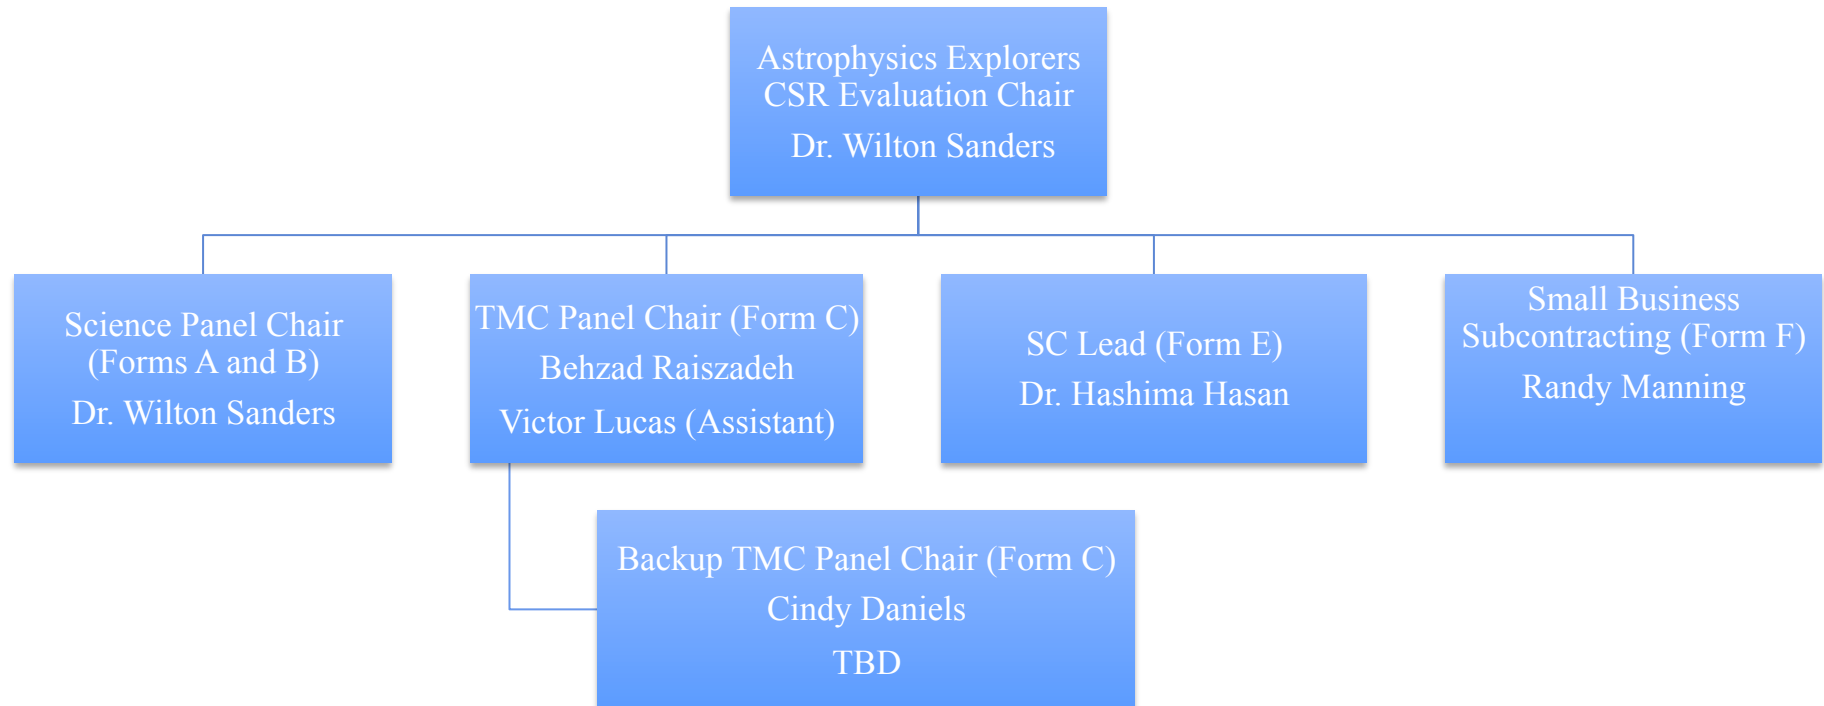 Astrophysics Explorers
CSR Evaluation Chair
Dr. Wilton Sanders
Science Panel Chair
(Forms A and B)
Dr. Wilton Sanders
TMC Panel Chair (Form C)
Behzad Raiszadeh
Victor Lucas (Assistant)
SC Lead (Form E)
Dr. Hashima Hasan
Small Business
Subcontracting (Form F)
Randy Manning
Backup TMC Panel Chair (Form C)
Cindy Daniels
TBD